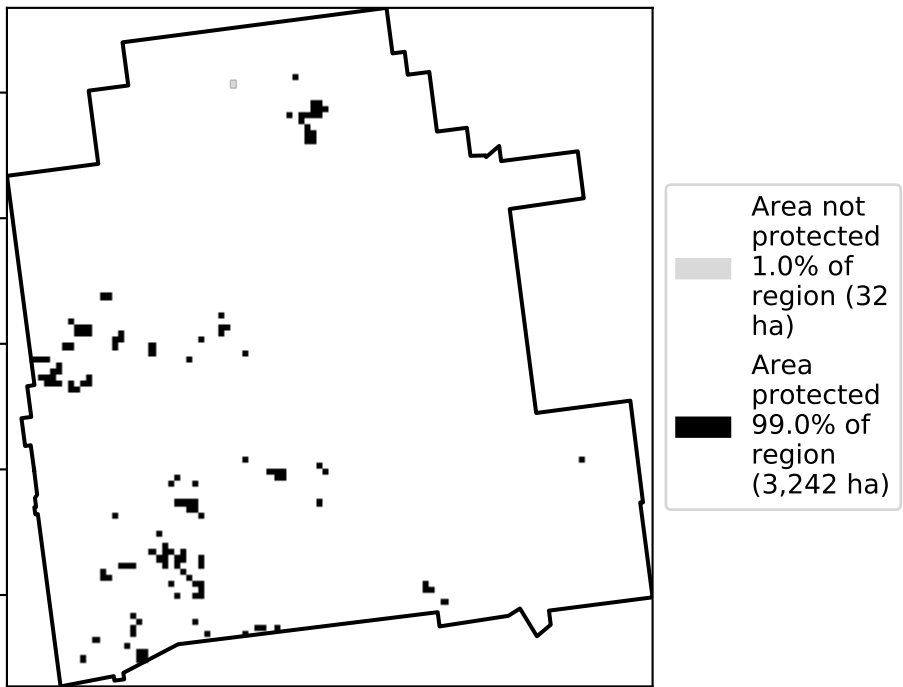 Area not
protected
1.0% of
region (32
ha)
Area
protected
99.0% of
region
(3,242 ha)